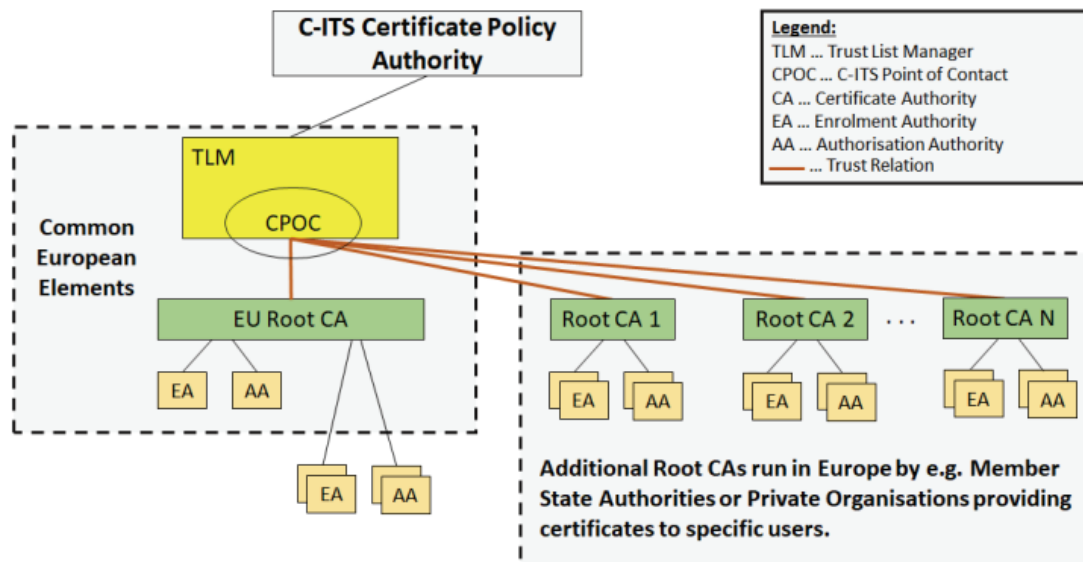 C-ITS Certificate Policy
Authority
Legend:
TLM ... Trust List Manager
CPOC ... C-ITS Point of Contact
CA ... Certificate Authority
EA ... Enrolment Authority
AA ... Authorisation Authority
... Trust Relation
TLM
CPOC
Common
European
Elements
EU Root CA
Root CA 1
Root CA 2
. . .
Root CA N
EA
AA
EA
AA
EA
AA
EA
AA
EA
AA
Additional Root CAs run in Europe by e.g. Member
State Authorities or Private Organisations providing
certificates to specific users.